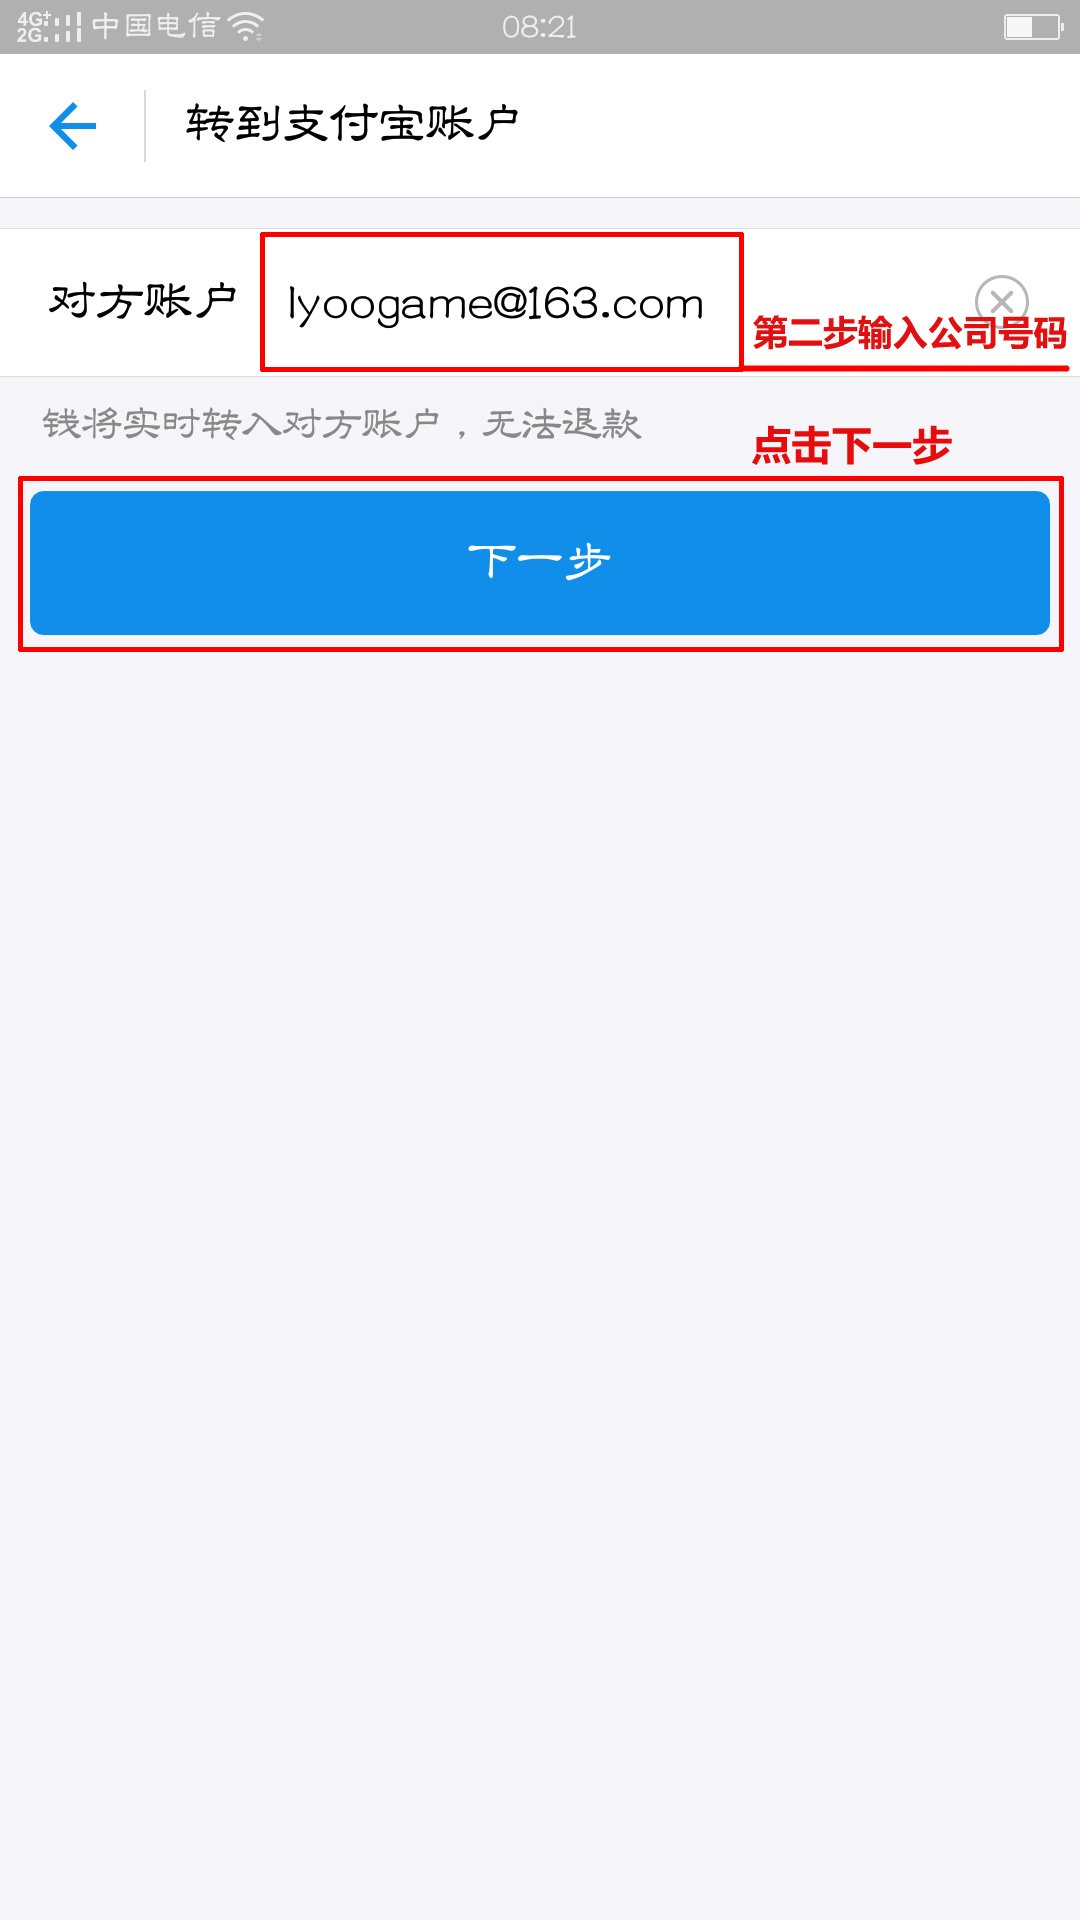 4G+ 中国电信 08:21
2G
转到支付宝账户
对方账户 lyoogame@163.com
第二步输入公司号码
钱将实时转入对方账户，无法退款
点击下一步
下一步